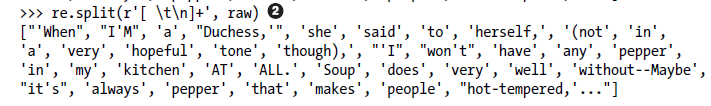 >>> re.split(r'[ \t\n]+', raw) ❷
["'When", "I'M", 'a', "Duchess,'", 'she', 'said', 'to', 'herself,', '(not', 'in',
'a', 'very', 'hopeful', 'tone', 'though),', "'I", "won't", 'have', 'any', 'pepper',
'in', 'my', 'kitchen', 'AT', 'ALL.', 'Soup', 'does', 'very', 'well', 'without--Maybe',
"it's", 'always', 'pepper', 'that', 'makes', 'people', "hot-tempered,'..."]